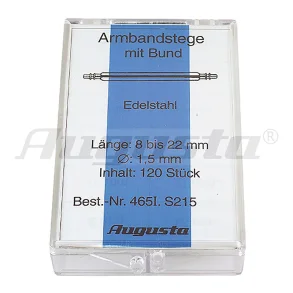 Armbandstege
mit Bund
Edelstahl
Länge: 8 bis 22 mm
Ø: 1,5 mm
Inhalt: 120 Stück
Best.-Nr. 465I. S215
Augusta
Augusta®